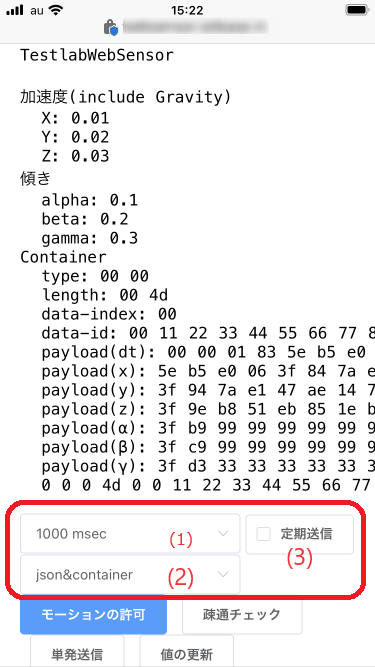 au 15:22
TestlabWebSensor
加速度(include Gravity)
X: 0.01
Y: 0.02
Z: 0.03
傾き
alpha: 0.1
beta: 0.2
gamma: 0.3
Container
type: 00 00
length: 00 4d
data-index: 00
data-id: 00 11 22 33 44 55 66 77 8
payload(dt): 00 00 01 83 5e b5 e0
payload(x): 5e b5 e0 06 3f 84 7a e
payload(y): 3f 94 7a e1 47 ae 14 7
payload(z): 3f 9e b8 51 eb 85 1e b
payload(α): 3f b9 99 99 99 99 99 9
payload(β): 3f c9 99 99 99 99 99 9
payload(γ): 3f d3 33 33 33 33 33 3
0 0 0 4d 0 0 11 22 33 44 55 66 77
1000 msec (1) 定期送信
(3)
json&container (2)
モーションの許可 疎通チェック
単発送信 値の更新